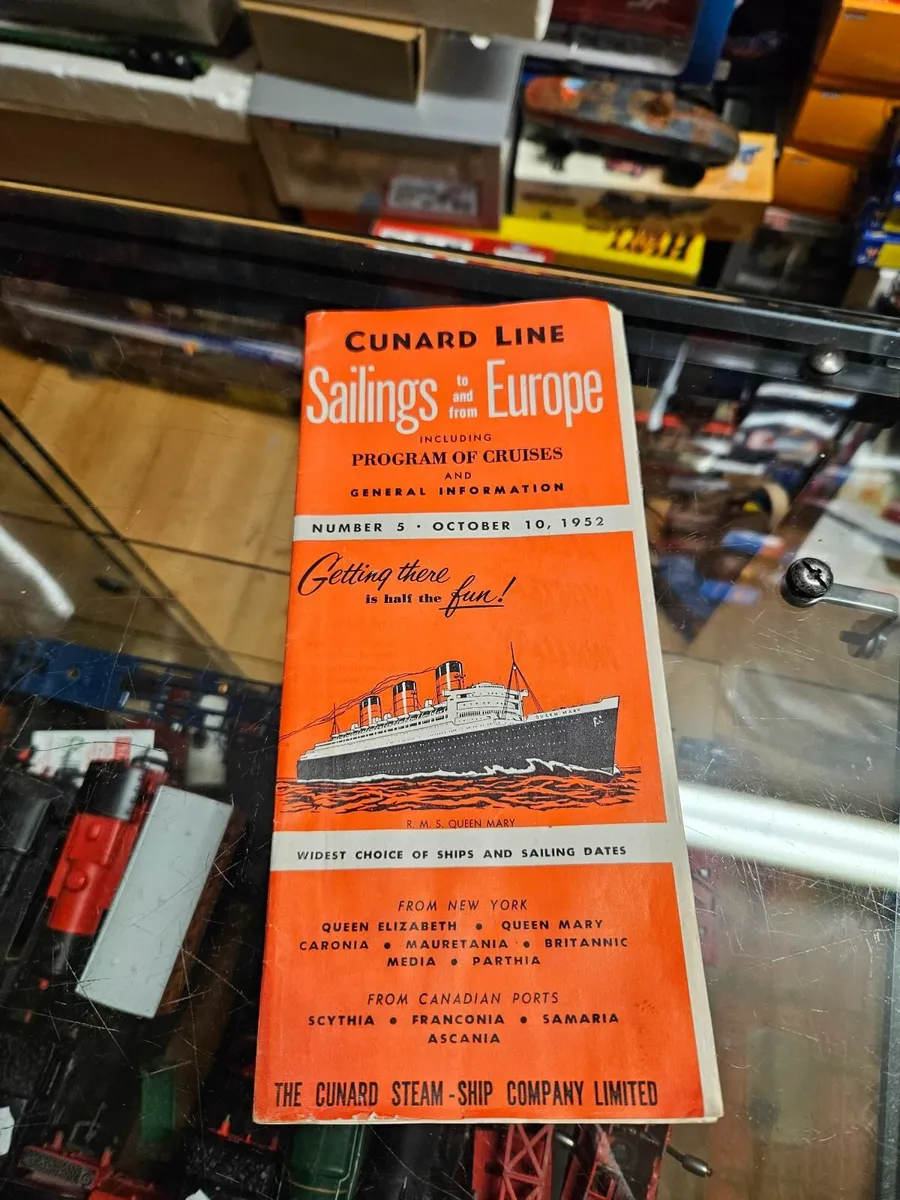 CUNARD LINE
Sailings to and from Europe
INCLUDING
PROGRAM OF CRUISES
AND
GENERAL INFORMATION
NUMBER 5 · OCTOBER 10, 1952
Getting there
is half the fun!
QUEEN MARY
R. M. S. QUEEN MARY
WIDEST CHOICE OF SHIPS AND SAILING DATES
FROM NEW YORK
QUEEN ELIZABETH • QUEEN MARY
CARONIA • MAURETANIA • BRITANNIC
MEDIA • PARTHIA
FROM CANADIAN PORTS
SCYTHIA • FRANCONIA • SAMARIA
ASCANIA
THE CUNARD STEAM-SHIP COMPANY LIMITED